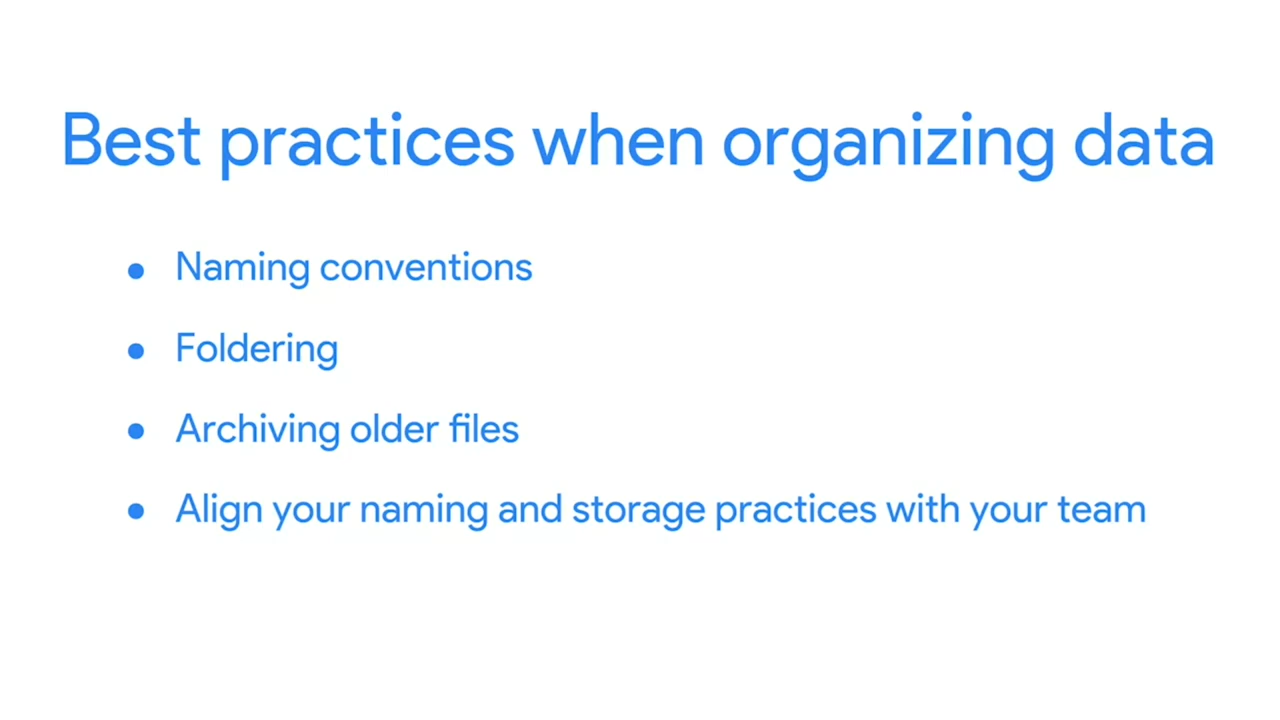 Best practices when organizing data
● Naming conventions
● Foldering
● Archiving older files
● Align your naming and storage practices with your team